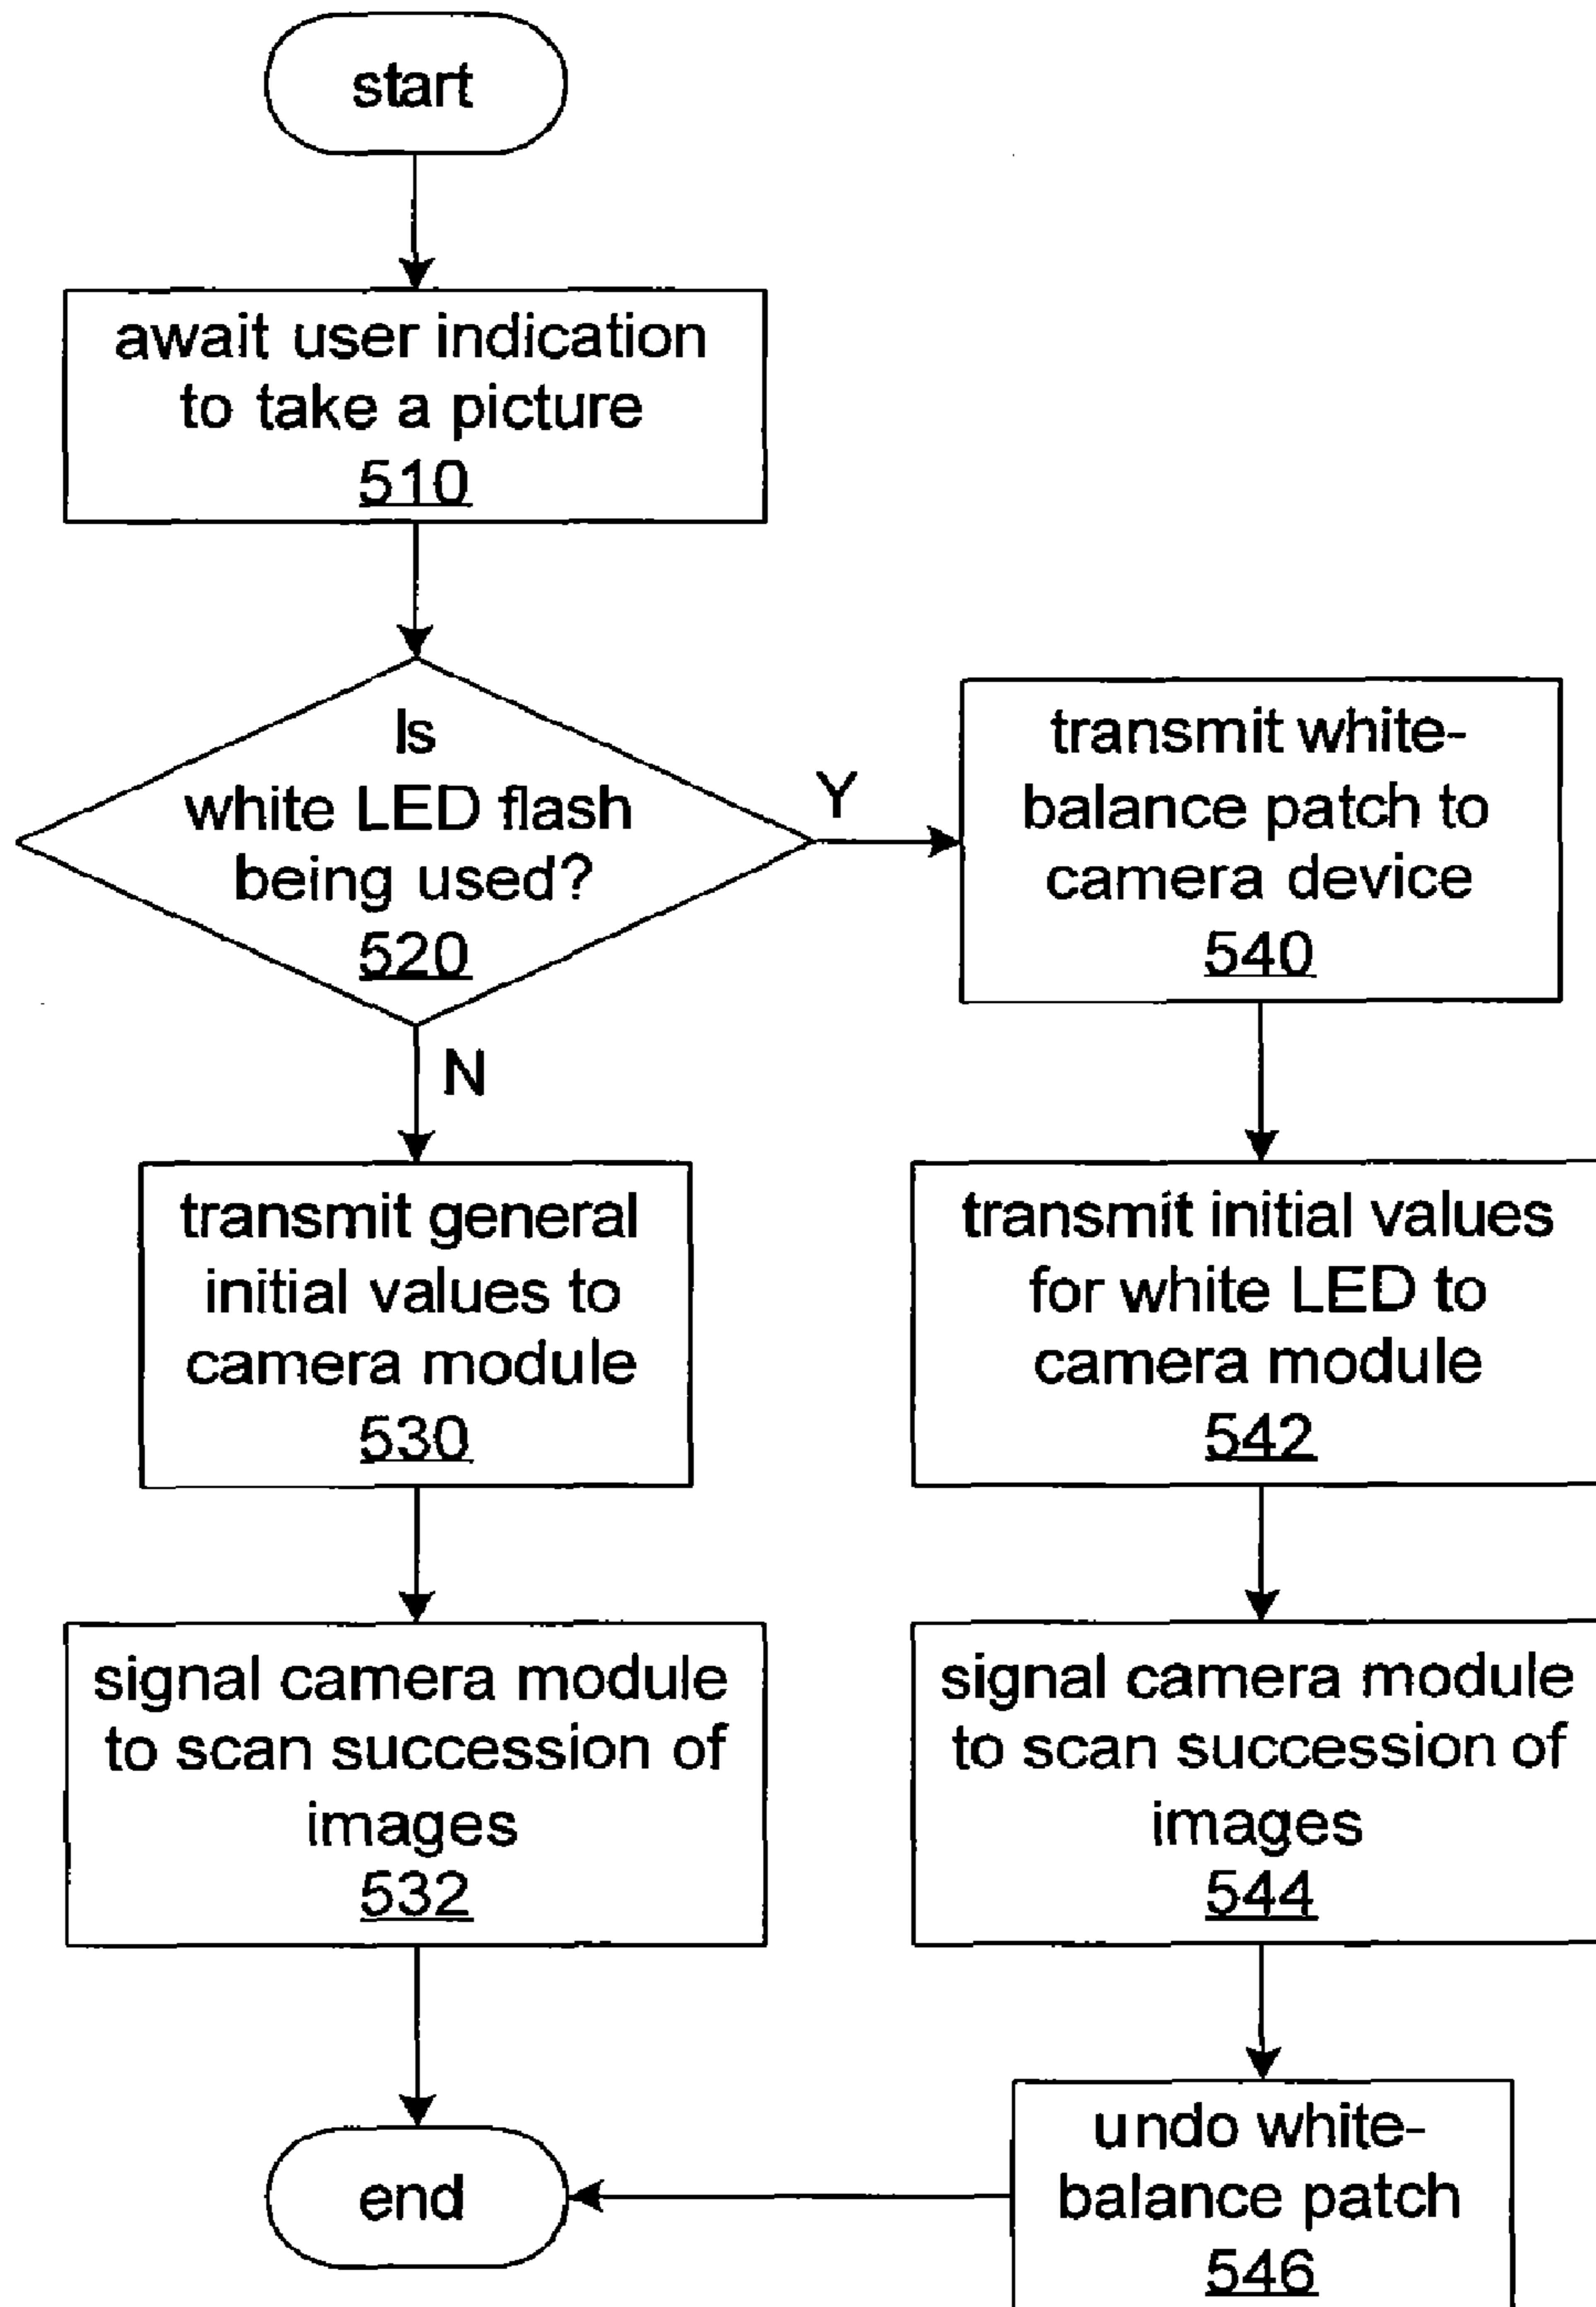 start
await user indication
to take a picture
510
Is
white LED flash
being used?
520
Y
N
transmit white-
balance patch to
camera device
540
transmit general
initial values to
camera module
530
transmit initial values
for white LED to
camera module
542
signal camera module
to scan succession of
images
532
signal camera module
to scan succession of
images
544
undo white-
balance patch
546
end